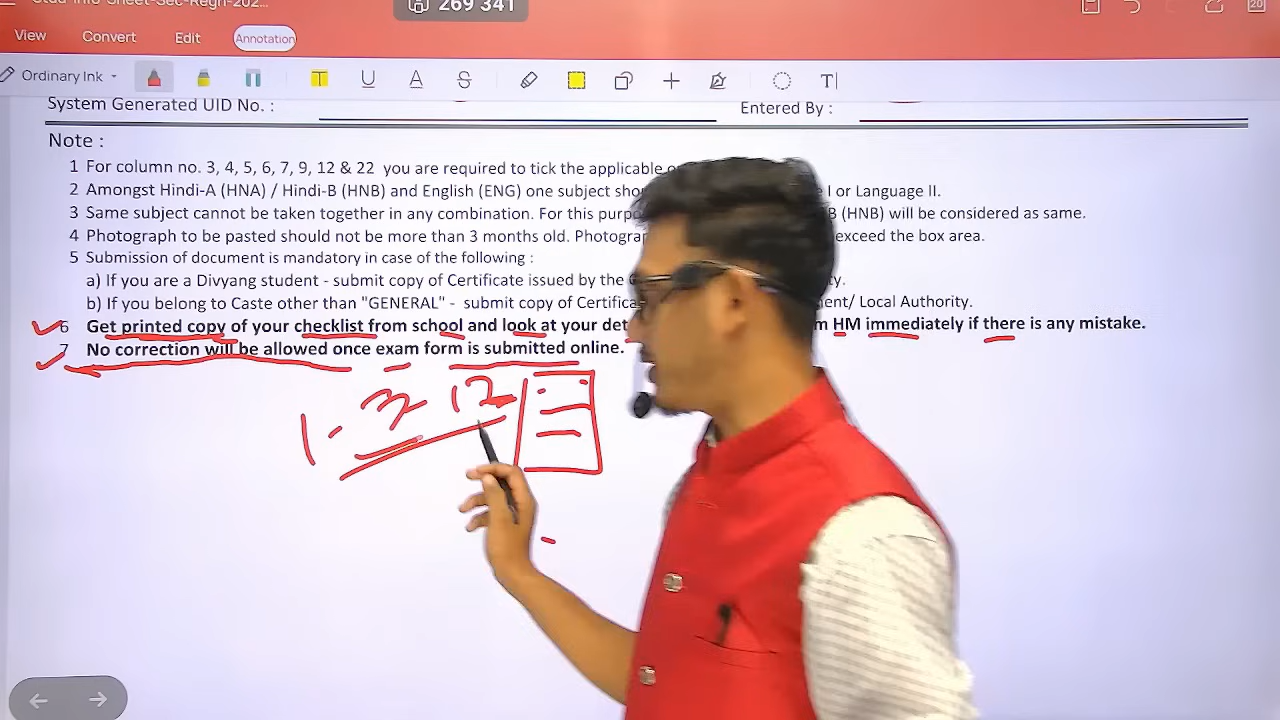 269 341
View Convert Edit Annotation
Ordinary Ink
System Generated UID No. : Entered By :
Note :
1 For column no. 3, 4, 5, 6, 7, 9, 12 & 22 you are required to tick the applicable
2 Amongst Hindi-A (HNA) / Hindi-B (HNB) and English (ENG) one subject I or Language II.
3 Same subject cannot be taken together in any combination. For this (HNB) will be considered as same.
4 Photograph to be pasted should not be more than 3 months old. exceed the box area.
5 Submission of document is mandatory in case of the following :
a) If you are a Divyang student - submit copy of Certificate issued by the
b) If you belong to Caste other than "GENERAL" - submit copy of Local Authority.
6 Get printed copy of your checklist from school and look at your HM immediately if there is any mistake.
7 No correction will be allowed once exam form is submitted online.
1. 12